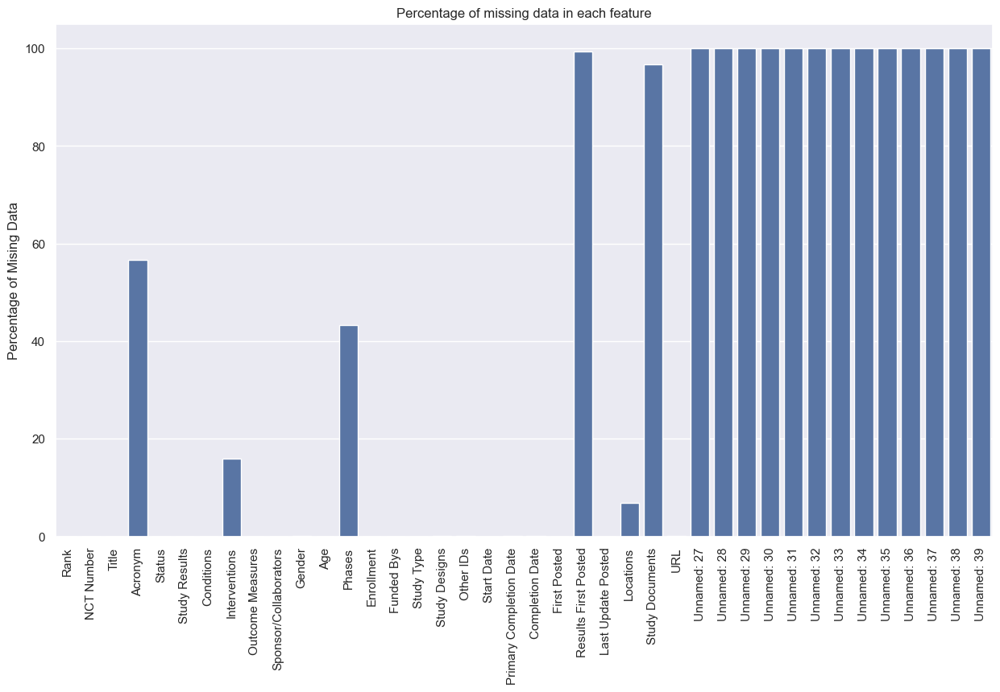 Percentage of missing data in each feature
Percentage of Mising Data
100
80
60
40
20
0
Rank
NCT Number
Title
Acronym
Status
Study Results
Conditions
Interventions
Outcome Measures
Sponsor/Collaborators
Gender
Age
Phases
Enrollment
Funded Bys
Study Type
Study Designs
Other IDs
Start Date
Primary Completion Date
Completion Date
First Posted
Results First Posted
Last Update Posted
Locations
Study Documents
URL
Unnamed: 27
Unnamed: 28
Unnamed: 29
Unnamed: 30
Unnamed: 31
Unnamed: 32
Unnamed: 33
Unnamed: 34
Unnamed: 35
Unnamed: 36
Unnamed: 37
Unnamed: 38
Unnamed: 39